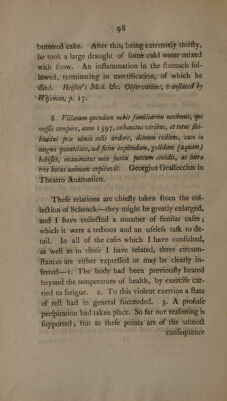 98
buttered cake. After this, being extremely thirsty,
he took a large draught of some cold water mixed
with snow. An inflammation in the stomach fol-
lowed, terminating in mortification, of which he
died. Heister's Med. &c. Observations, translated by
Wiseman, p. 17.
8. Villanum quendam nobis familiarem novimus, qui
messis tempore, anno 1597, exhaustus viribus, et totus siti-
bundus præ nimio solis ardore, domum rediens, cum in
magna quantitate, ad sitim explendam, gelidam (aquam)
bibisset, exanimatus mox juxta puteum cecidit, ac intra
tres horas animam expiravit. Georgius Grasseccius in
Theatro Anatomico.
These relations are chiefly taken from the col-
lection of Schenck.—they might be greatly enlarged,
and I have collected a number of similar cases;
which it were a tedious and an useless task to de-
tail. In all of the cases which I have consulted,
as well as in those I have related, three circum-
stances are either expressed or may be clearly in-
ferred—1. The body had been previously heated
beyond the temperature of health, by exercise car-
ried to fatigue. 2. To this violent exertion a state
of rest had in general succeeded. 3. A profuse
perspiration had taken place. So far our reasoning is
supported; but as these points are of the utmost
consequence